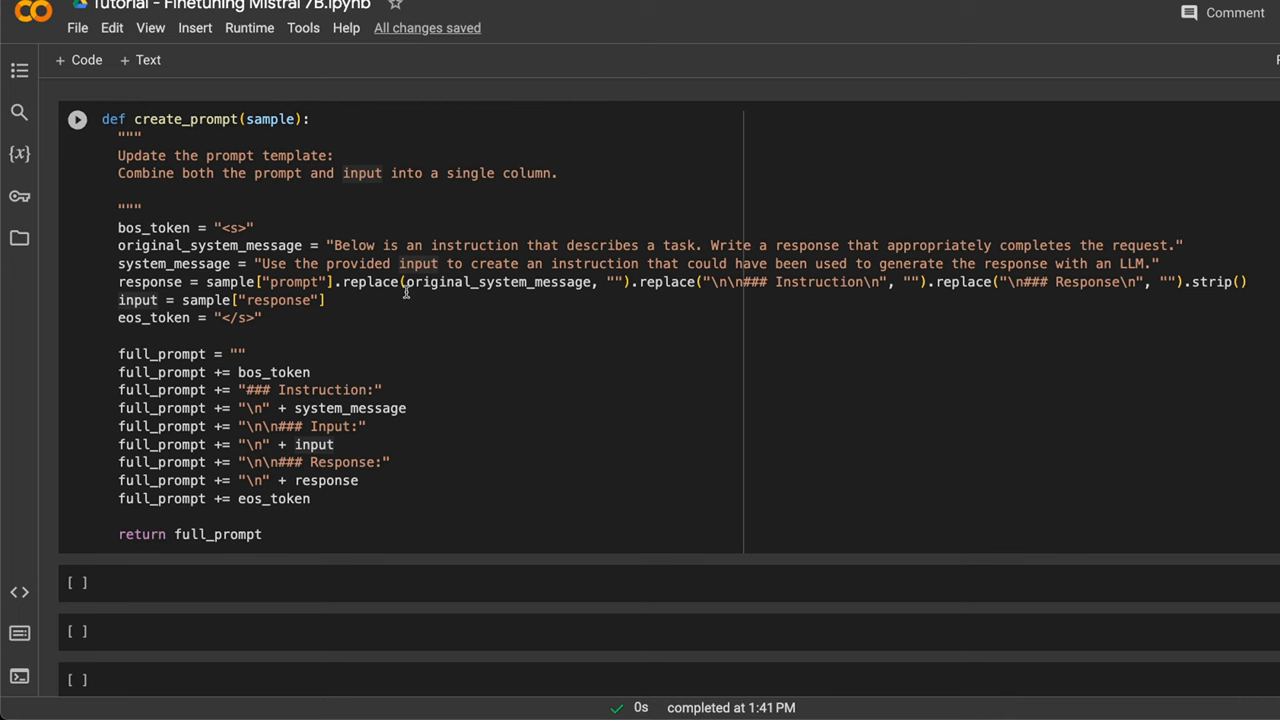 Tutorial - Finetuning Mistral 7B.ipynb
File Edit View Insert Runtime Tools Help All changes saved
Comment
+ Code + Text
def create_prompt(sample):
"""
Update the prompt template:
Combine both the prompt and input into a single column.
"""
bos_token = "<s>"
original_system_message = "Below is an instruction that describes a task. Write a response that appropriately completes the request."
system_message = "Use the provided input to create an instruction that could have been used to generate the response with an LLM."
response = sample["prompt"].replace(original_system_message, "").replace("\n\n### Instruction\n", "").replace("\n### Response\n", "").strip()
input = sample["response"]
eos_token = "</s>"
full_prompt = ""
full_prompt += bos_token
full_prompt += "### Instruction:"
full_prompt += "\n" + system_message
full_prompt += "\n\n### Input:"
full_prompt += "\n" + input
full_prompt += "\n\n### Response:"
full_prompt += "\n" + response
full_prompt += eos_token
return full_prompt
[ ]
[ ]
[ ]
0s completed at 1:41 PM